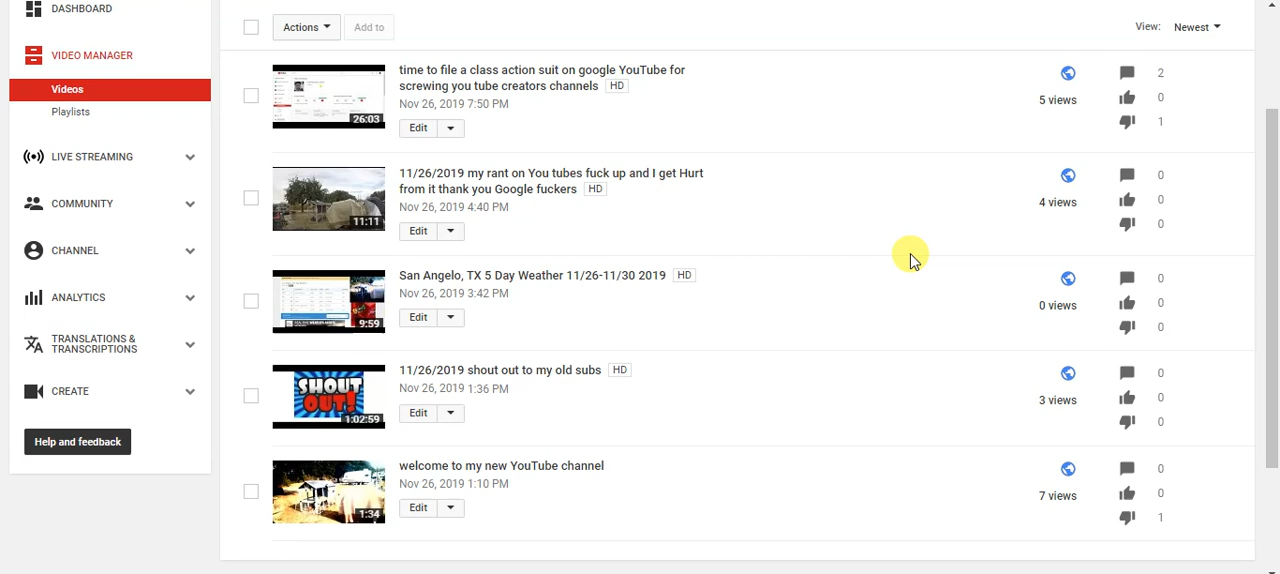 DASHBOARD
VIDEO MANAGER
Videos
Playlists
LIVE STREAMING
COMMUNITY
CHANNEL
ANALYTICS
TRANSLATIONS &
TRANSCRIPTIONS
CREATE
Help and feedback
Actions Add to View: Newest
time to file a class action suit on google YouTube for
screwing you tube creators channels HD
Nov 26, 2019 7:50 PM
Edit
26:03
5 views
2
0
1
11/26/2019 my rant on You tubes fuck up and I get Hurt
from it thank you Google fuckers HD
Nov 26, 2019 4:40 PM
Edit
11:11
4 views
0
0
0
San Angelo, TX 5 Day Weather 11/26-11/30 2019 HD
Nov 26, 2019 3:42 PM
Edit
9:59
0 views
0
0
0
11/26/2019 shout out to my old subs HD
Nov 26, 2019 1:36 PM
Edit
SHOUT
OUT!
1:02:59
3 views
0
0
0
welcome to my new YouTube channel
Nov 26, 2019 1:10 PM
Edit
1:34
7 views
0
0
1